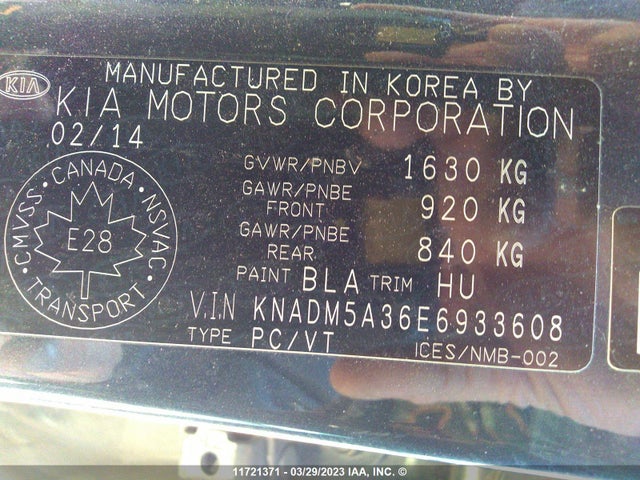 KIA
MANUFACTURED IN KOREA BY
KIA MOTORS CORPORATION
02/14
GVWR/PNBV 1630 KG
GAWR/PNBE
FRONT 920 KG
GAWR/PNBE
REAR 840 KG
PAINT BLA TRIM HU
V.I.N KNADM5A36E6933608
TYPE PC/VT ICES/NMB-002
CMVSS · CANADA · NSVAC
E28
· TRANSPORT ·
11721371 - 03/29/2023 IAA, INC. ©